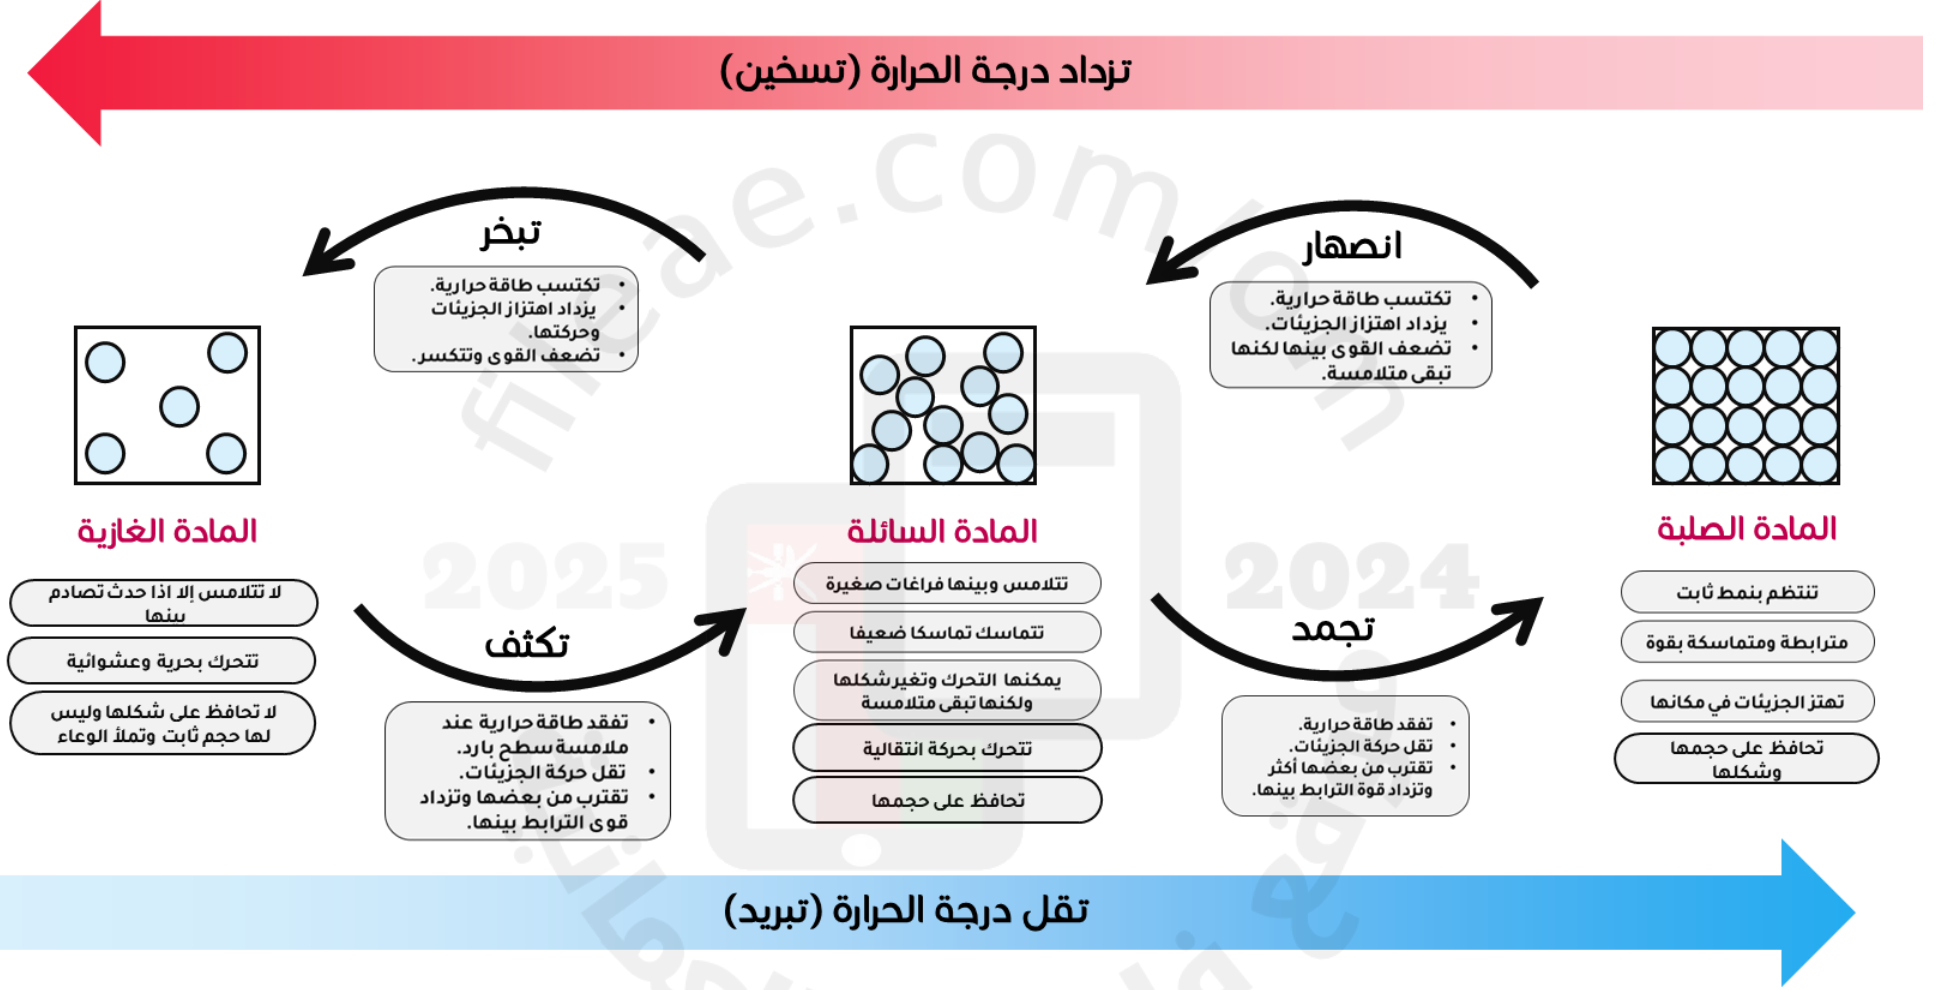 تزداد درجة الحرارة (تسخين)
انصهار
• تكتسب طاقة حرارية.
• يزداد اهتزاز الجزيئات.
• تضعف القوى بينها لكنها
تبقى متلامسة.
تبخر
• تكتسب طاقة حرارية.
• يزداد اهتزاز الجزيئات
وحركتها.
• تضعف القوى وتتكسر.
المادة الصلبة
تنتظم بنمط ثابت
مترابطة ومتماسكة بقوة
تهتز الجزيئات في مكانها
تحافظ على حجمها
وشكلها
تجمد
• تفقد طاقة حرارية.
• تقل حركة الجزيئات.
• تقترب من بعضها أكثر
وتزداد قوة الترابط بينها.
المادة السائلة
تتلامس وبينها فراغات صغيرة
تتماسك تماسكا ضعيفا
يمكنها التحرك وتغير شكلها
ولكنها تبقى متلامسة
تتحرك بحركة انتقالية
تحافظ على حجمها
تكثف
• تفقد طاقة حرارية عند
ملامسة سطح بارد.
• تقل حركة الجزيئات.
• تقترب من بعضها وتزداد
قوى الترابط بينها.
المادة الغازية
لا تتلامس إلا اذا حدث تصادم
بينها
تتحرك بحرية وعشوائية
لا تحافظ على شكلها وليس
لها حجم ثابت وتملأ الوعاء
تقل درجة الحرارة (تبريد)
fileae.com/om
2025
2024